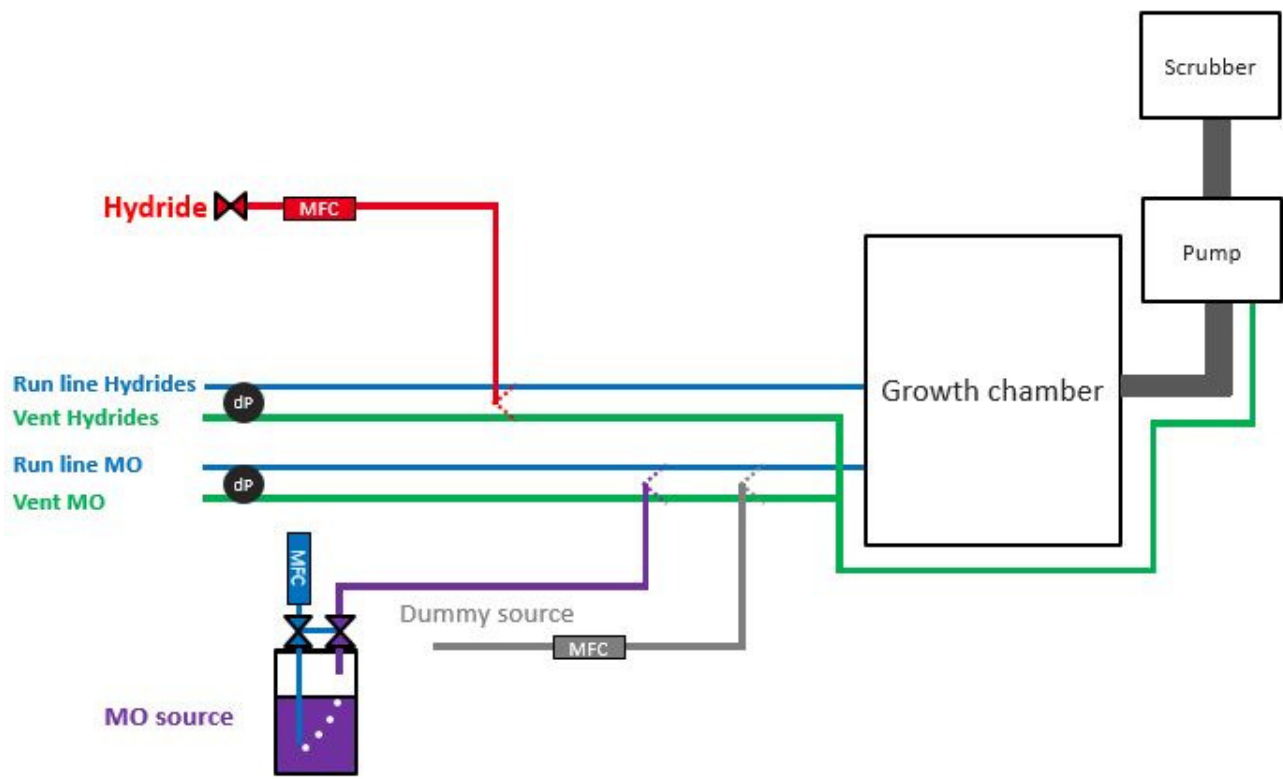 Scrubber
Hydride
MFC
Pump
Run line Hydrides
dP
Vent Hydrides
Growth chamber
Run line MO
dP
Vent MO
MFC
Dummy source
MFC
MO source